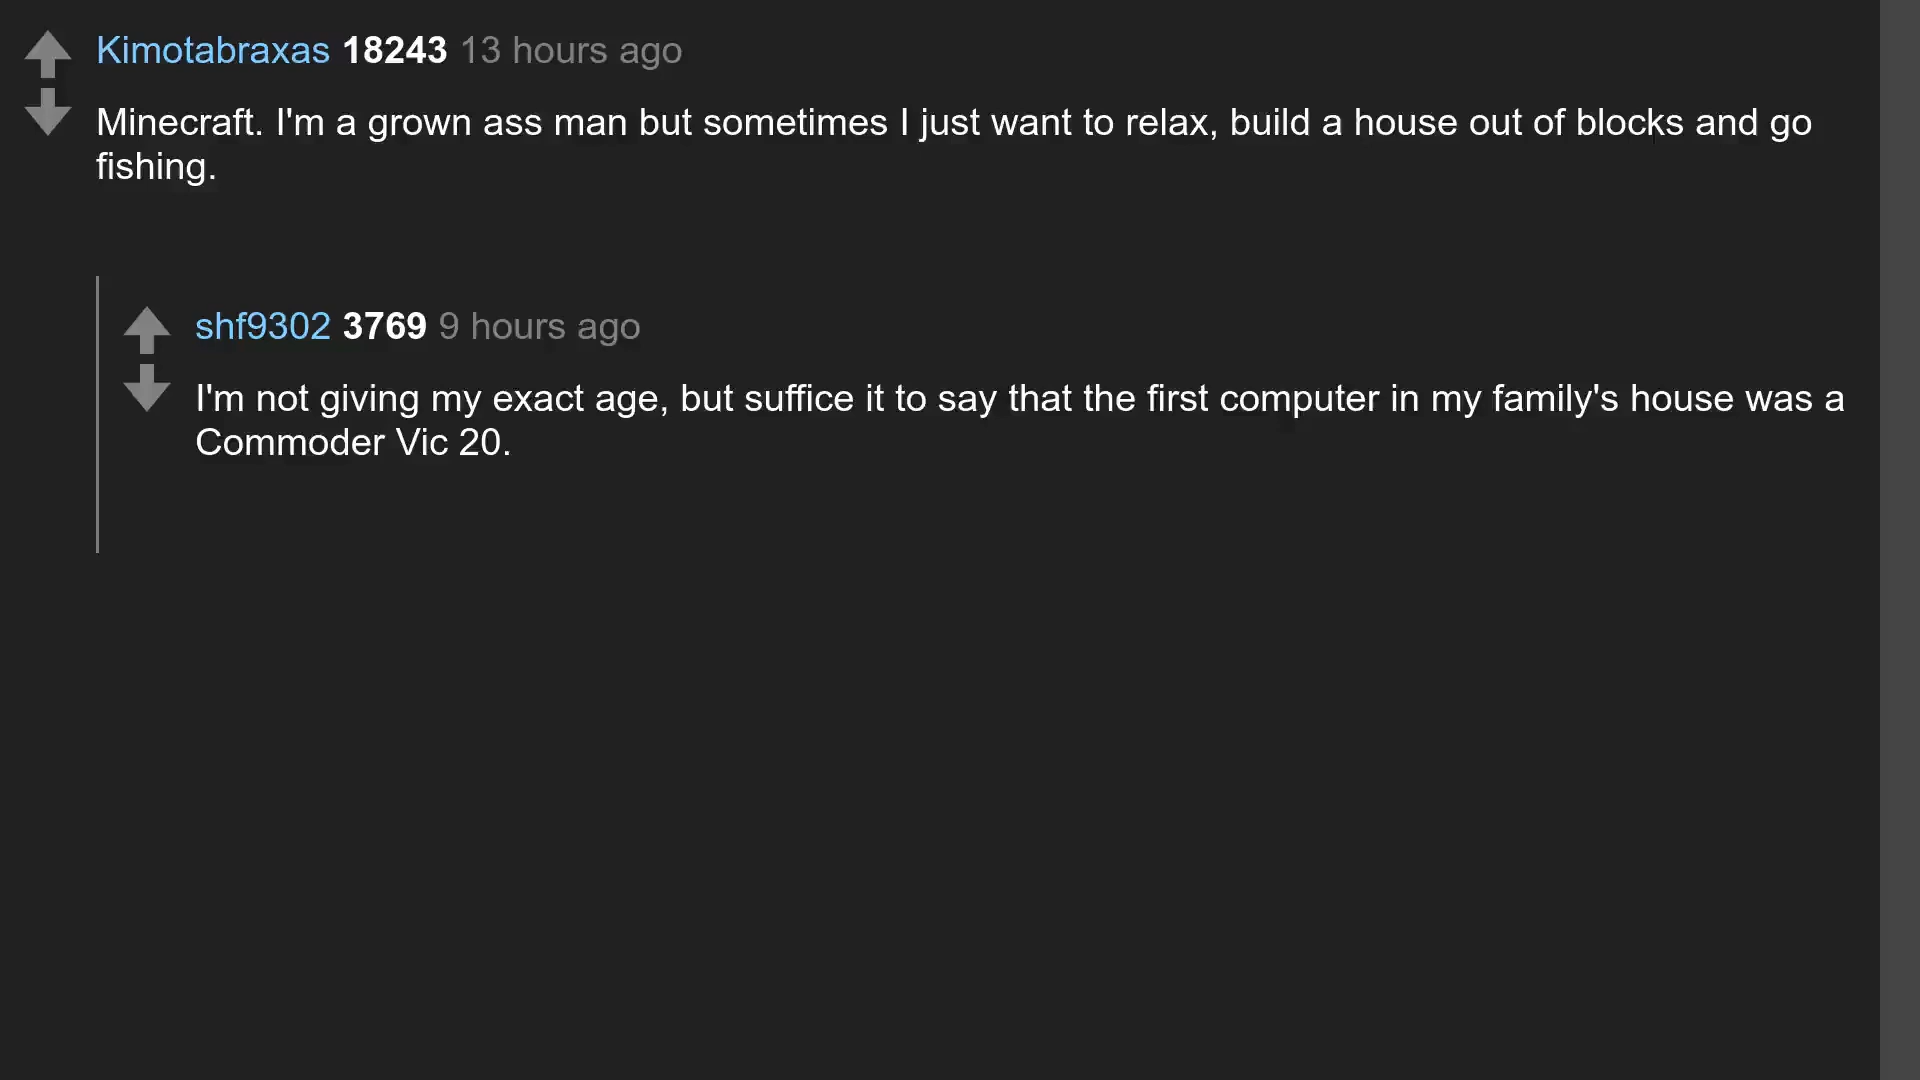 Kimotabraxas 18243 13 hours ago
Minecraft. I'm a grown ass man but sometimes I just want to relax, build a house out of blocks and go
fishing.
shf9302 3769 9 hours ago
I'm not giving my exact age, but suffice it to say that the first computer in my family's house was a
Commoder Vic 20.